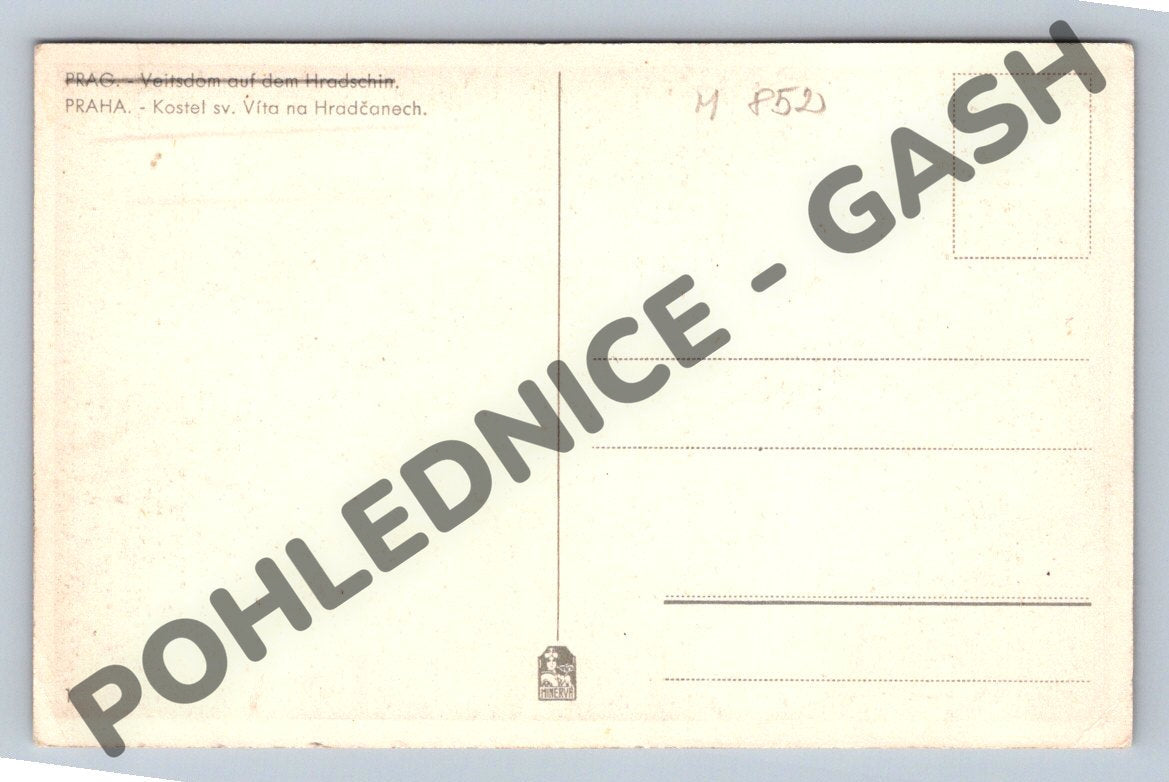 PRAG. - Veitsdom auf dem Hradschin.
PRAHA. - Kostel sv. Víta na Hradčanech.
M 852
POHLEDNICE - GASH
MINERVA